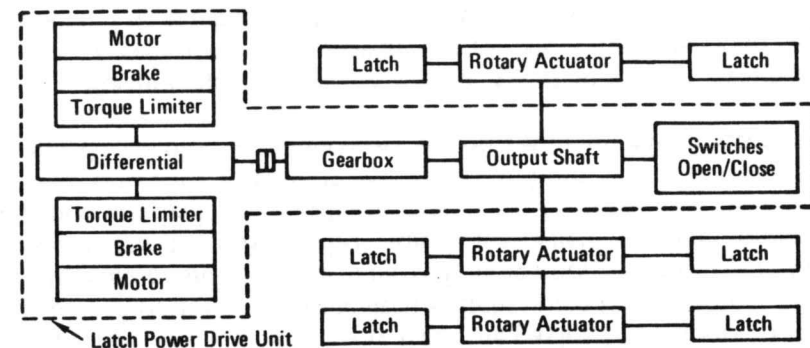 Motor
Brake
Torque Limiter
Differential
Torque Limiter
Brake
Motor
Latch Power Drive Unit
Gearbox
Output Shaft
Switches
Open/Close
Latch
Rotary Actuator
Latch
Latch
Rotary Actuator
Latch
Latch
Rotary Actuator
Latch